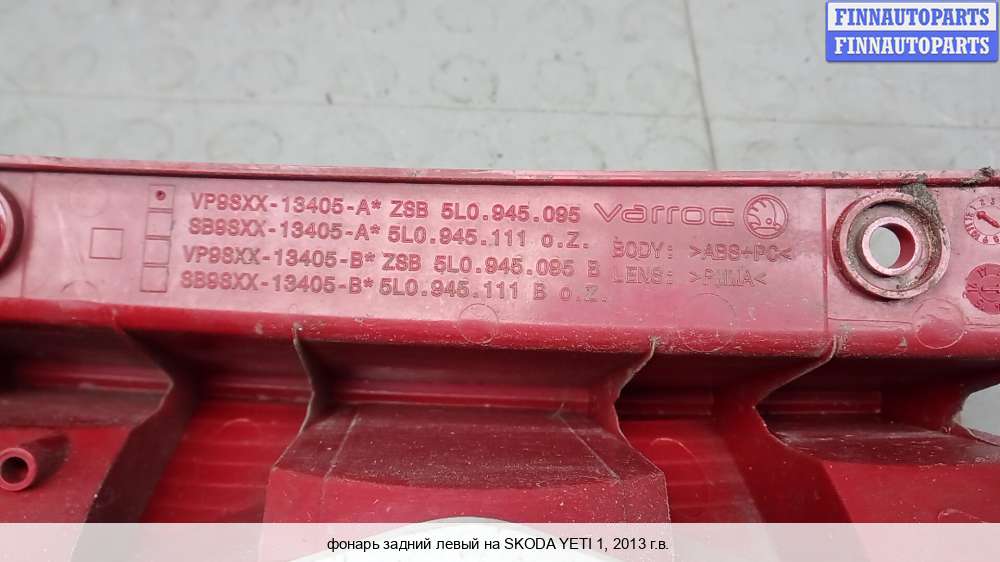 FINNAUTOPARTS
FINNAUTOPARTS
VP9SXX-13405-A* ZSB 5L0.945.095
SB9SXX-13405-A* 5L0.945.111 o.Z.
VP9SXX-13405-B* ZSB 5L0.945.095 B
SB9SXX-13405-B* 5L0.945.111 B o.Z.
varroc
BODY: >ABS+PC<
LENS: >PMMA<
фонарь задний левый на SKODA YETI 1, 2013 г.в.